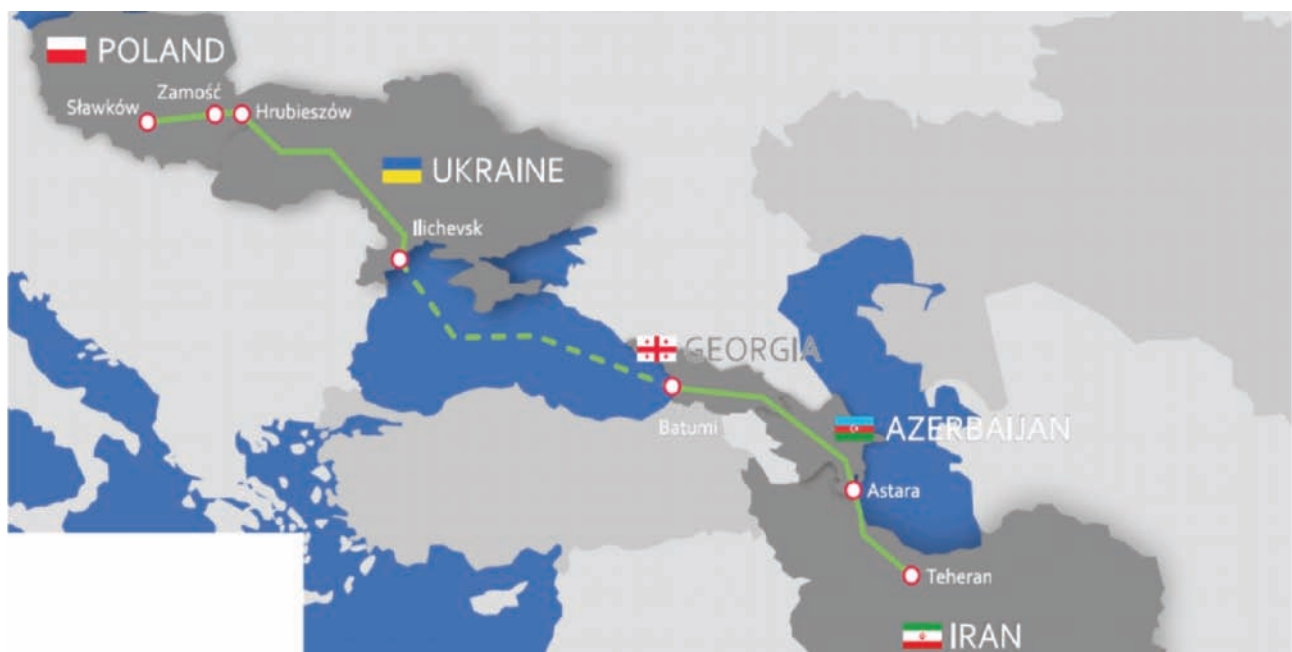 POLAND
Zamość
Sławków
Hrubieszów
UKRAINE
Ilichevsk
GEORGIA
Batumi
AZERBAIJAN
Astara
Teheran
IRAN